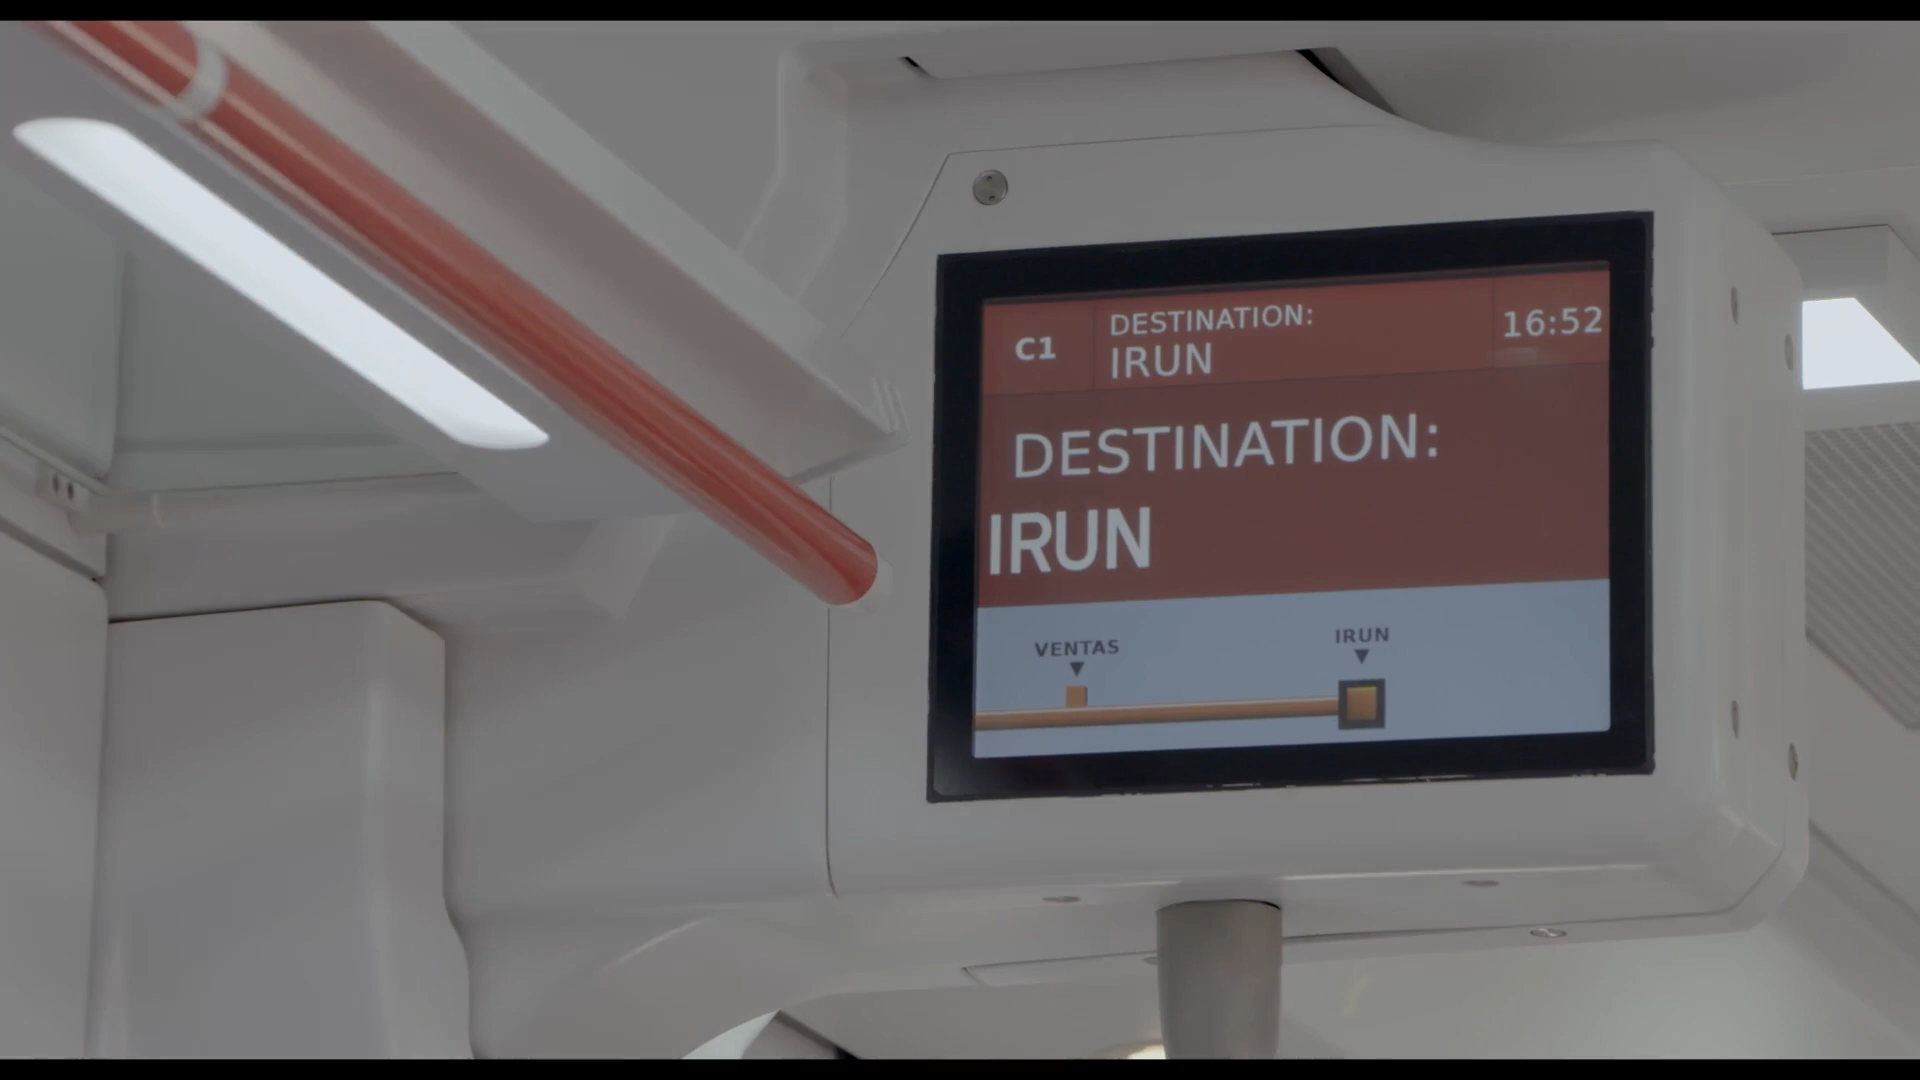 C1
DESTINATION:
IRUN
16:52
DESTINATION:
IRUN
VENTAS
IRUN